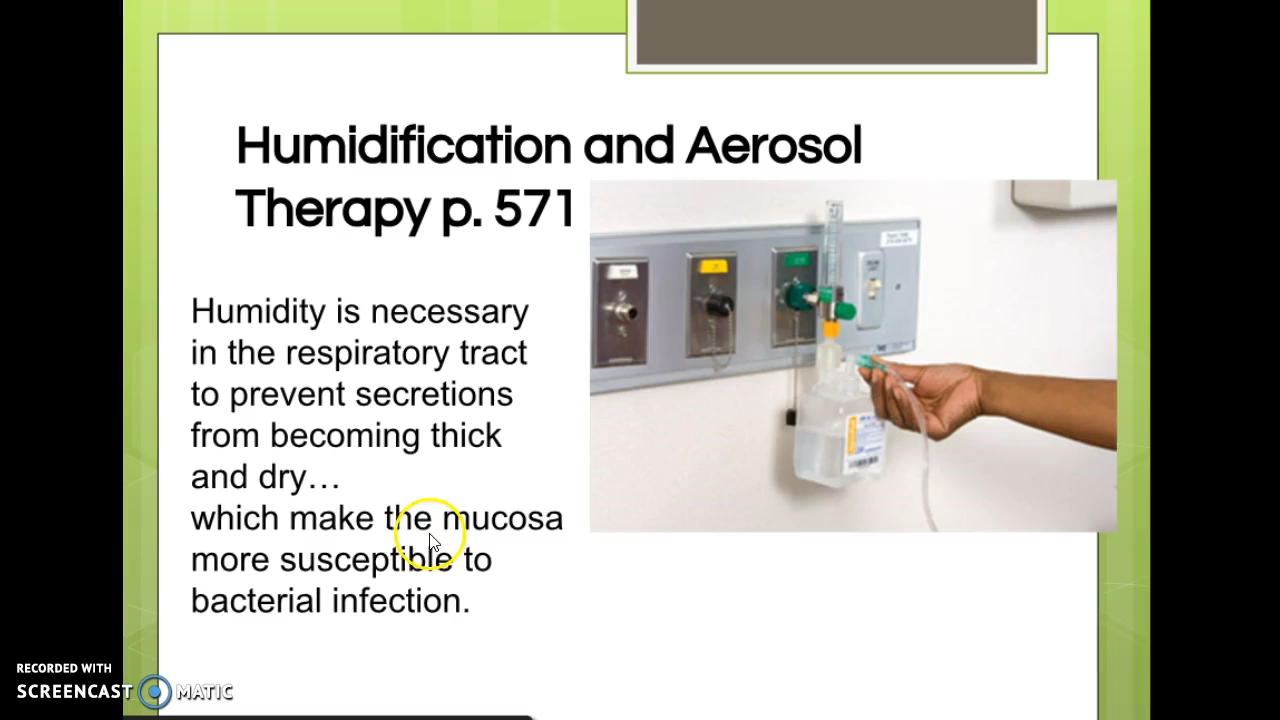 Humidification and Aerosol
Therapy p. 571
Humidity is necessary
in the respiratory tract
to prevent secretions
from becoming thick
and dry…
which make the mucosa
more susceptible to
bacterial infection.
RECORDED WITH
SCREENCAST MATIC